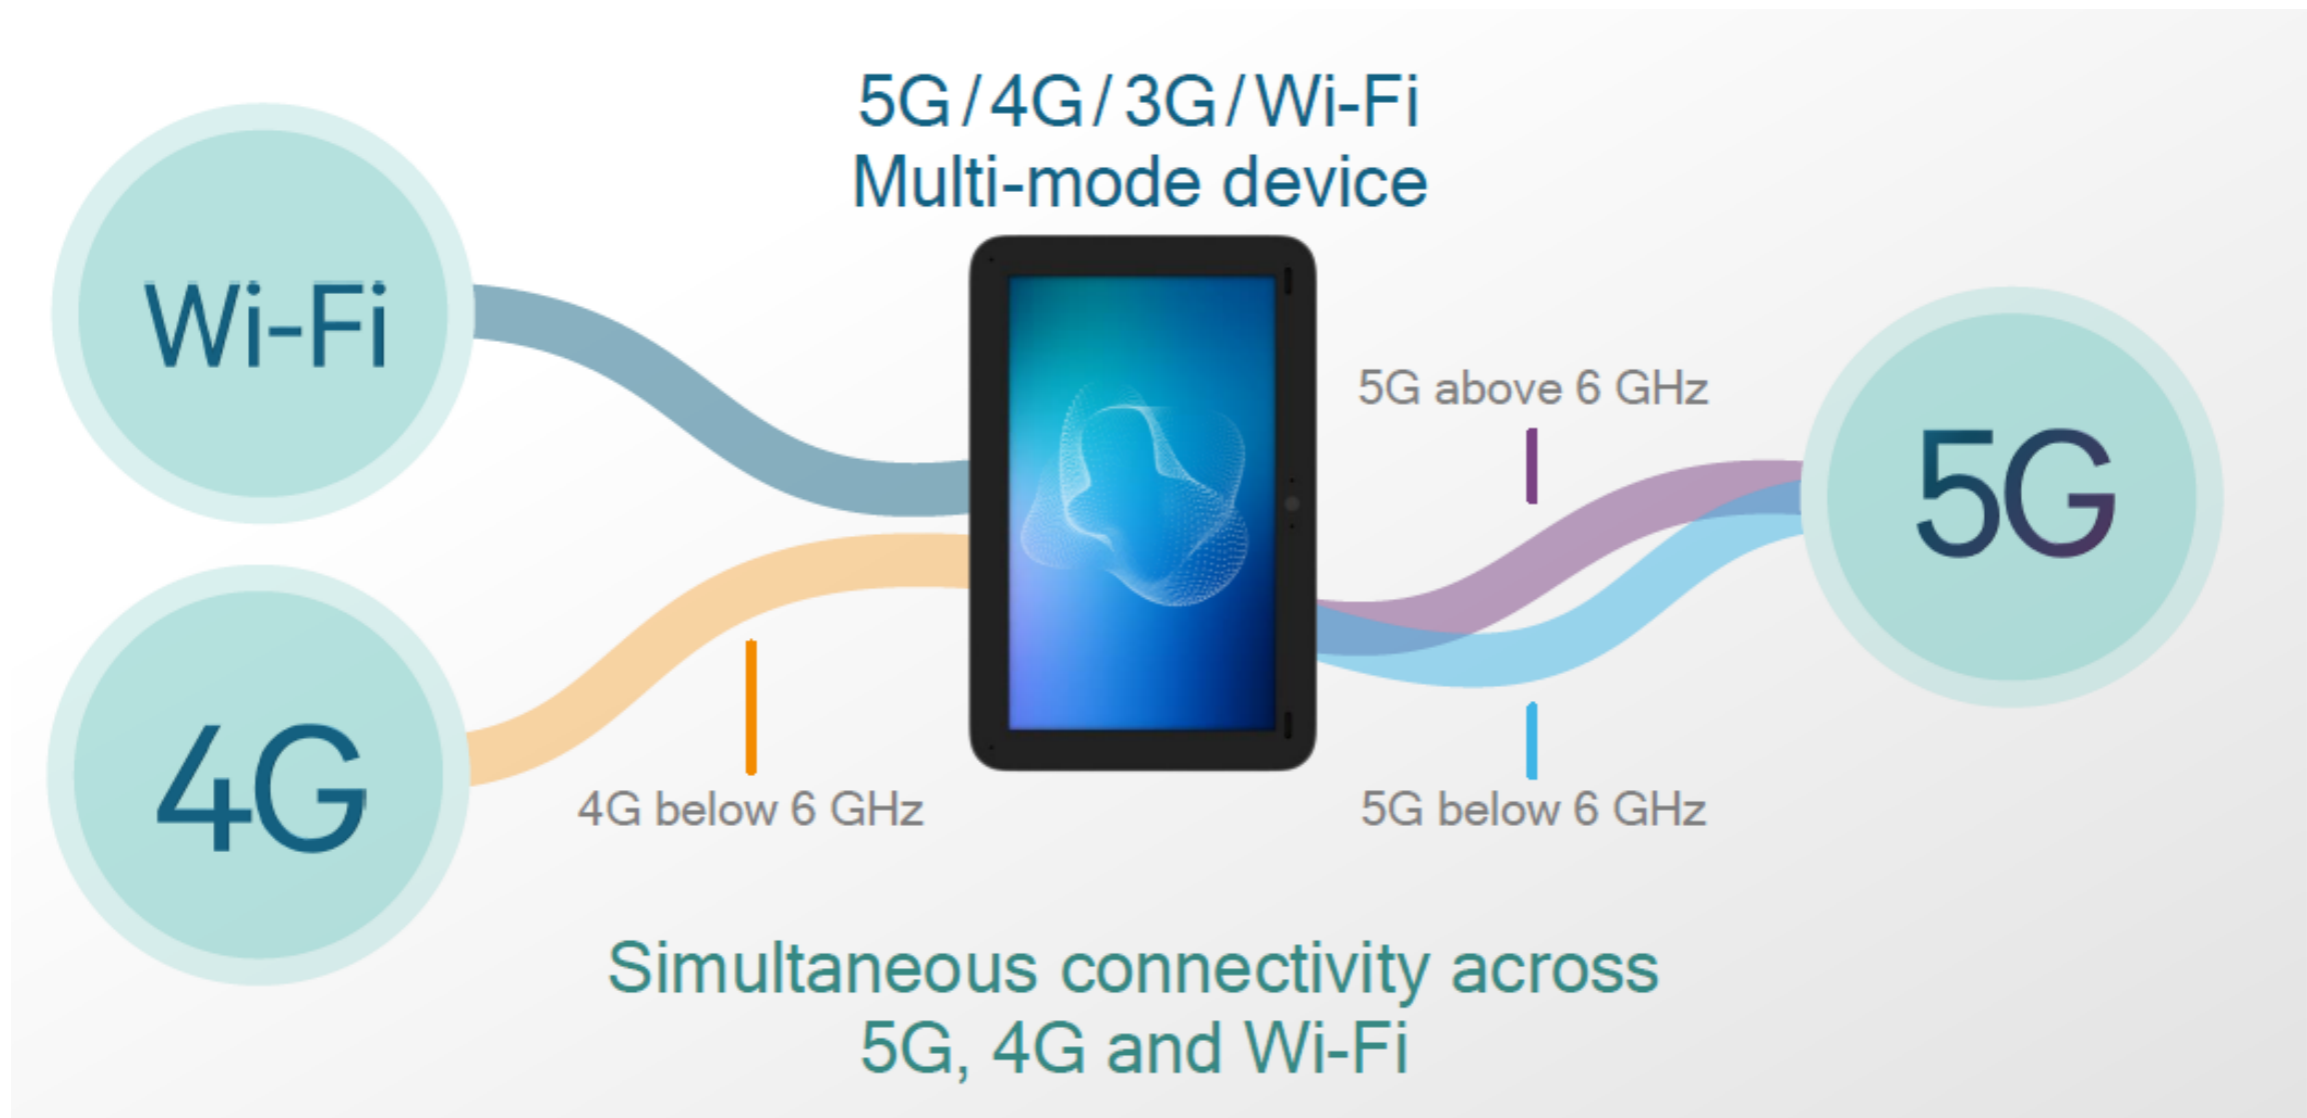 5G/4G/3G/Wi-Fi
Multi-mode device
Wi-Fi
5G above 6 GHz
5G
4G
4G below 6 GHz
5G below 6 GHz
Simultaneous connectivity across
5G, 4G and Wi-Fi